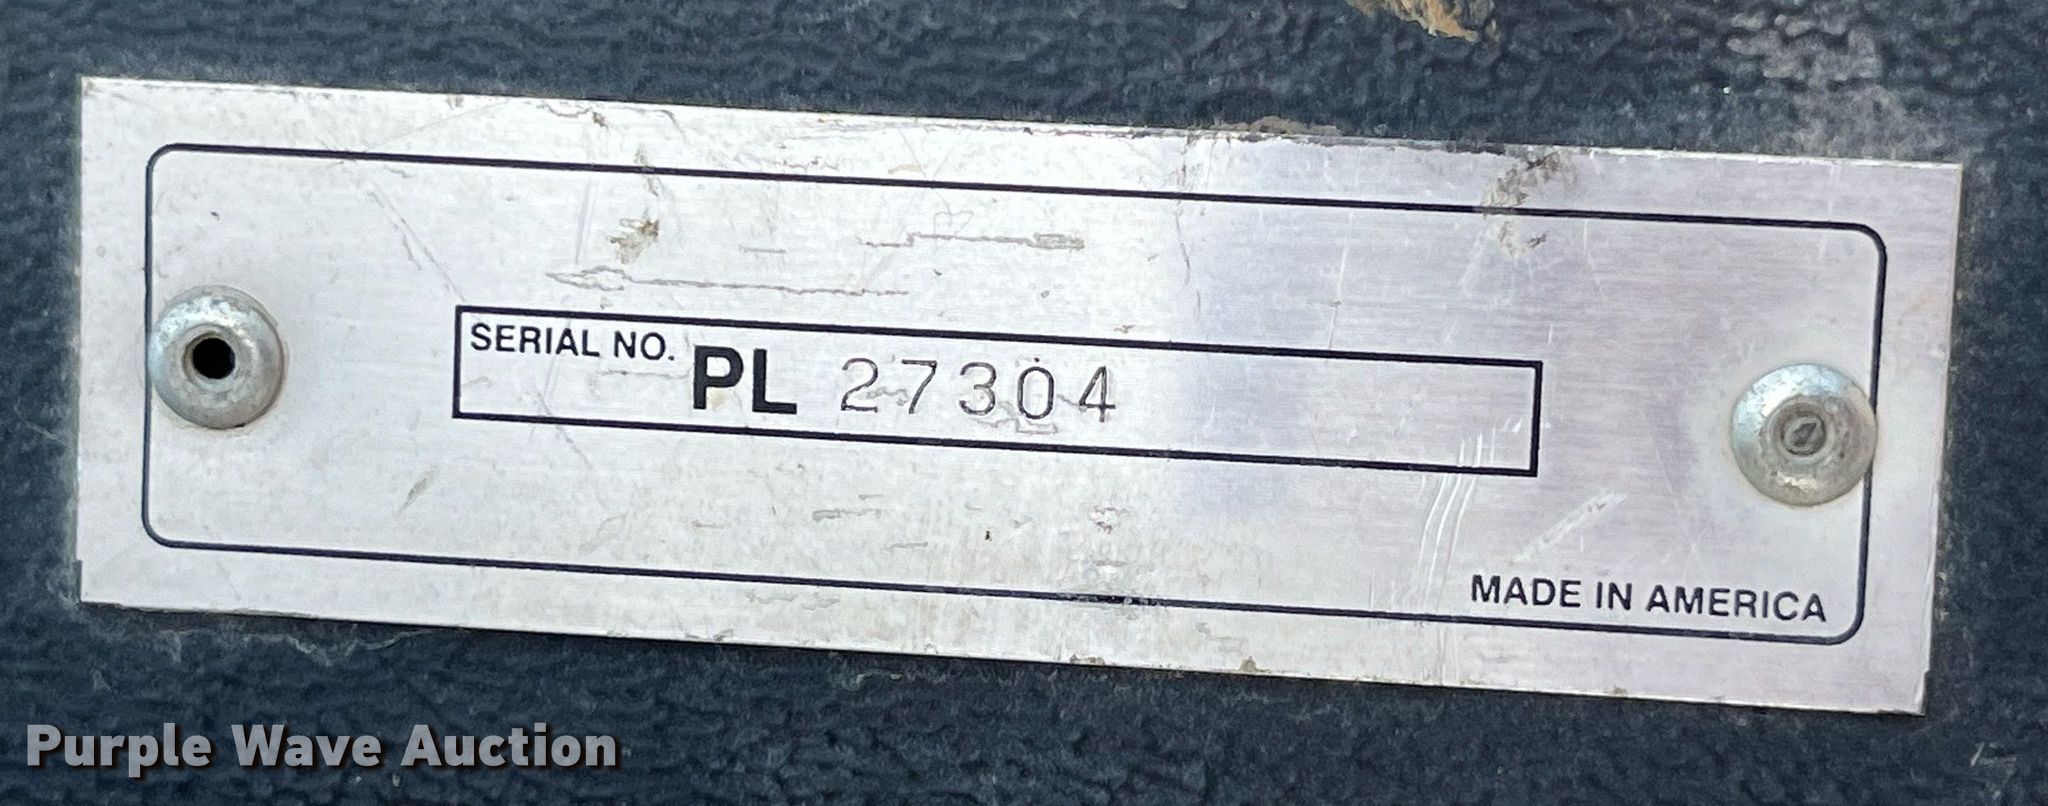 SERIAL NO. PL 27304
MADE IN AMERICA
Purple Wave Auction